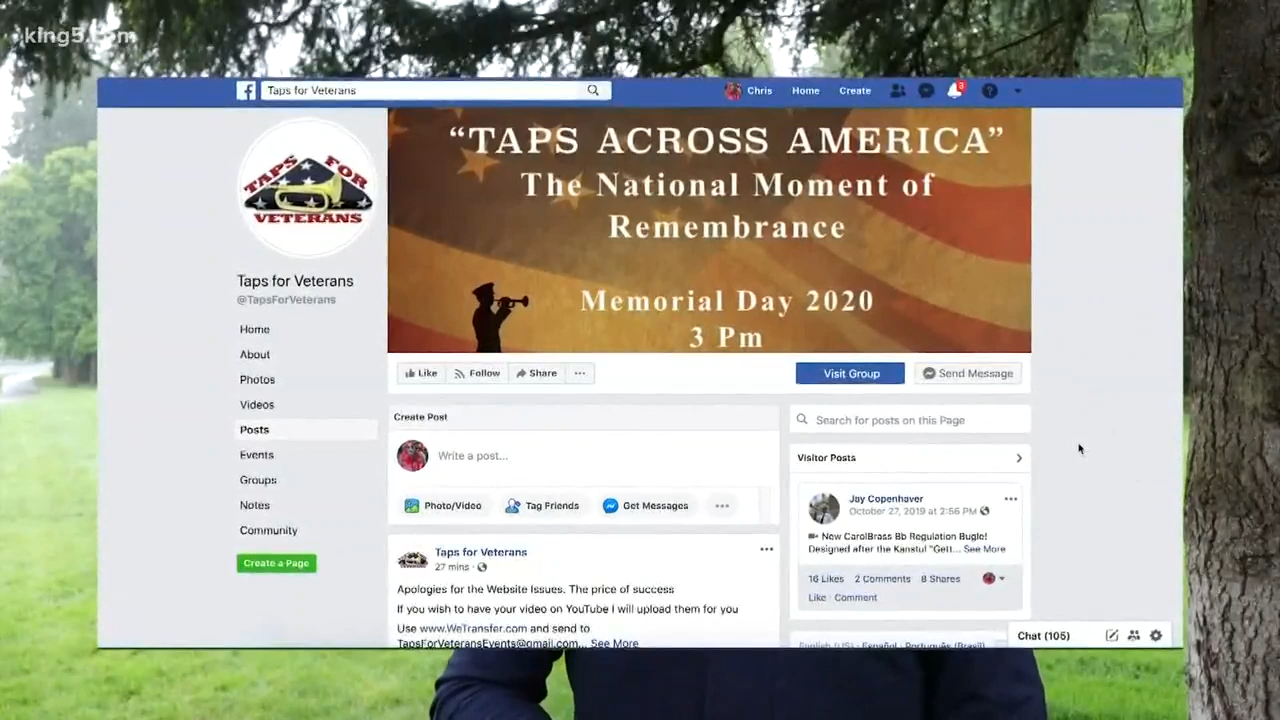 king5.com
Taps for Veterans
Chris
Home
Create
3
TAPS FOR
VETERANS
“TAPS ACROSS AMERICA”
The National Moment of
Remembrance
Memorial Day 2020
3 Pm
Taps for Veterans
@TapsForVeterans
Home
About
Photos
Videos
Posts
Events
Groups
Notes
Community
Create a Page
Like
Follow
Share
Visit Group
Send Message
Create Post
Write a post...
Photo/Video
Tag Friends
Get Messages
Taps for Veterans
27 mins ·
Apologies for the Website Issues. The price of success
If you wish to have your video on YouTube I will upload them for you
Use www.WeTransfer.com and send to
TapsForVeteransEvents@gmail.com... See More
Search for posts on this Page
Visitor Posts
Jay Copenhaver
October 27, 2019 at 2:56 PM
New CarolBrass Bb Regulation Bugle!
Designed after the Kanstul "Gett... See More
16 Likes 2 Comments 8 Shares
Like · Comment
English (US) · Español · Português (Brasil)
Chat (105)